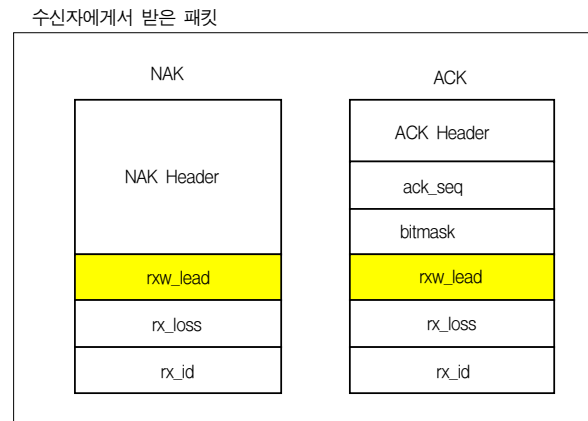 수신자에게서 받은 패킷
NAK
ACK
NAK Header
ACK Header
ack_seq
bitmask
rxw_lead
rxw_lead
rx_loss
rx_loss
rx_id
rx_id